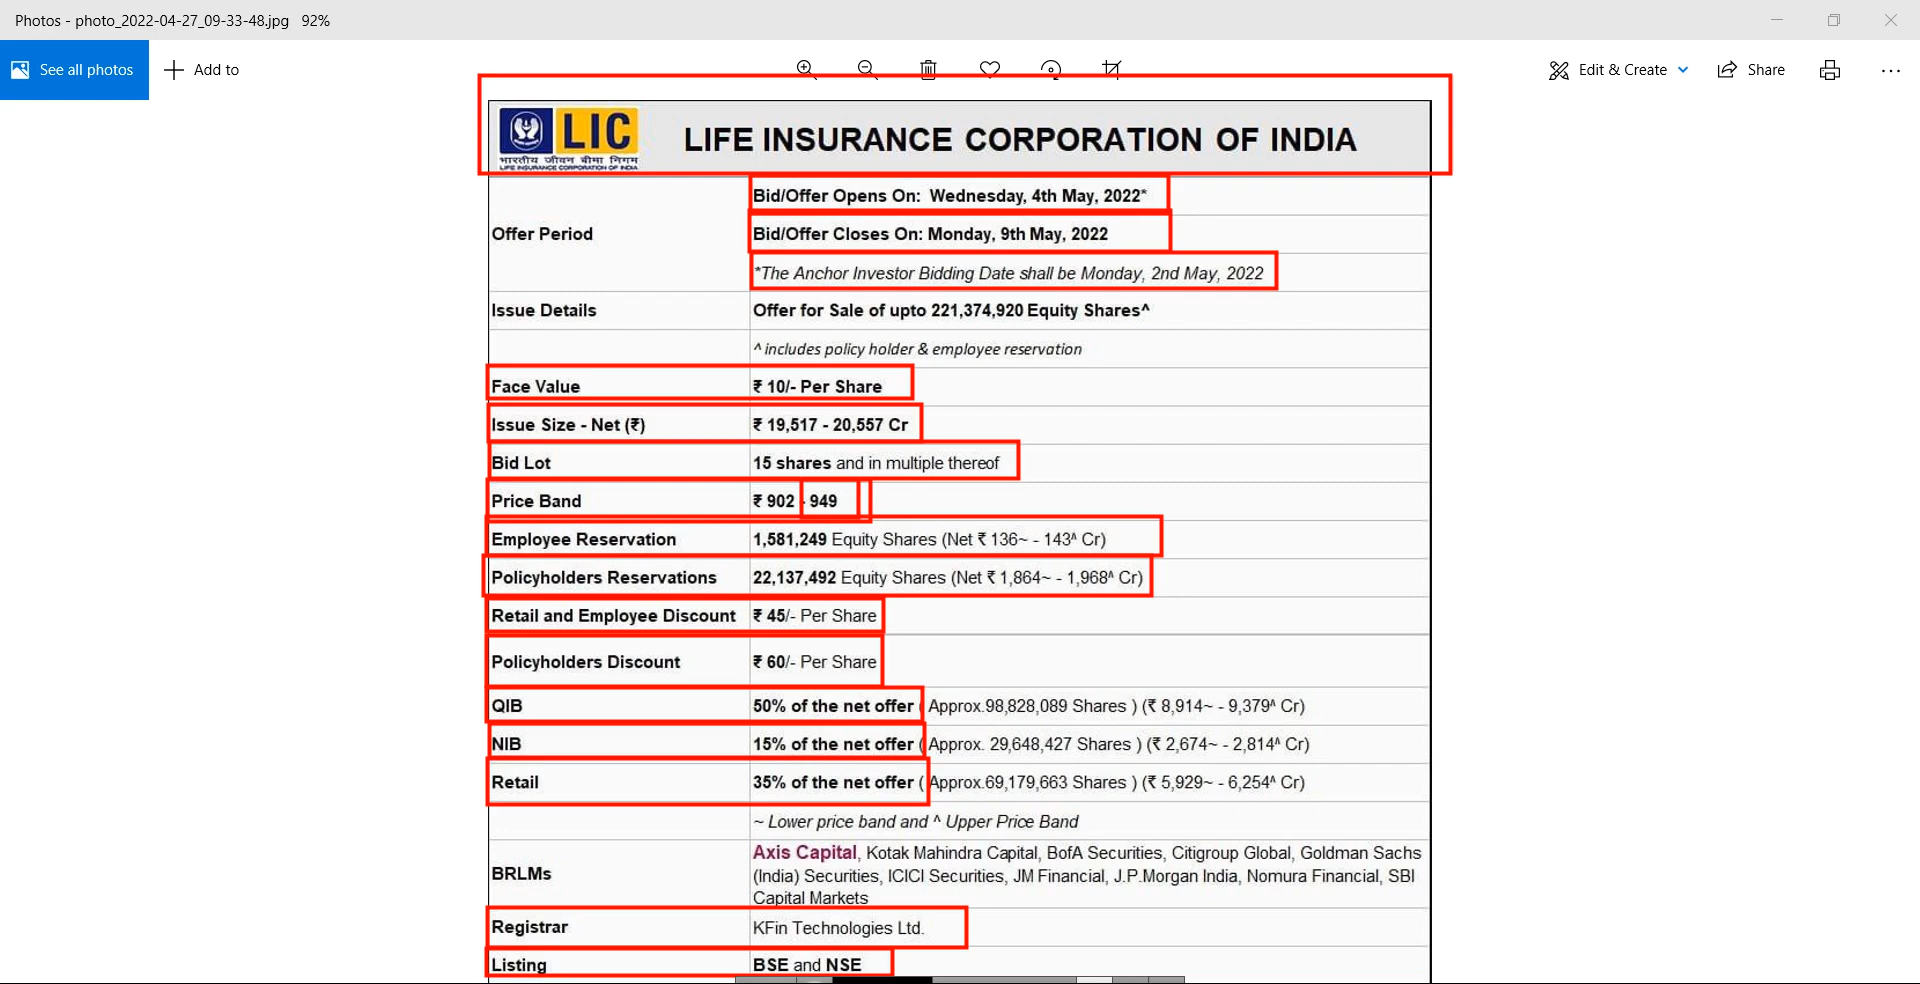 Photos - photo_2022-04-27_09-33-48.jpg   92%
See all photos
Add to
Edit & Create
Share
LIC
भारतीय जीवन बीमा निगम
LIFE INSURANCE CORPORATION OF INDIA
LIFE INSURANCE CORPORATION OF INDIA
Offer Period
Bid/Offer Opens On:  Wednesday, 4th May, 2022*
Bid/Offer Closes On: Monday, 9th May, 2022
*The Anchor Investor Bidding Date shall be Monday, 2nd May, 2022
Issue Details Offer for Sale of upto 221,374,920 Equity Shares^
^ includes policy holder & employee reservation
Face Value ₹ 10/- Per Share
Issue Size - Net (₹) ₹ 19,517 - 20,557 Cr
Bid Lot 15 shares and in multiple thereof
Price Band ₹ 902 - 949
Employee Reservation 1,581,249 Equity Shares (Net ₹ 136~ - 143^ Cr)
Policyholders Reservations 22,137,492 Equity Shares (Net ₹ 1,864~ - 1,968^ Cr)
Retail and Employee Discount ₹ 45/- Per Share
Policyholders Discount ₹ 60/- Per Share
QIB 50% of the net offer ( Approx.98,828,089 Shares ) (₹ 8,914~ - 9,379^ Cr)
NIB 15% of the net offer ( Approx. 29,648,427 Shares ) (₹ 2,674~ - 2,814^ Cr)
Retail 35% of the net offer ( Approx.69,179,663 Shares ) (₹ 5,929~ - 6,254^ Cr)
~ Lower price band and ^ Upper Price Band
BRLMs
Axis Capital, Kotak Mahindra Capital, BofA Securities, Citigroup Global, Goldman Sachs
(India) Securities, ICICI Securities, JM Financial, J.P.Morgan India, Nomura Financial, SBI
Capital Markets
Registrar KFin Technologies Ltd.
Listing BSE and NSE